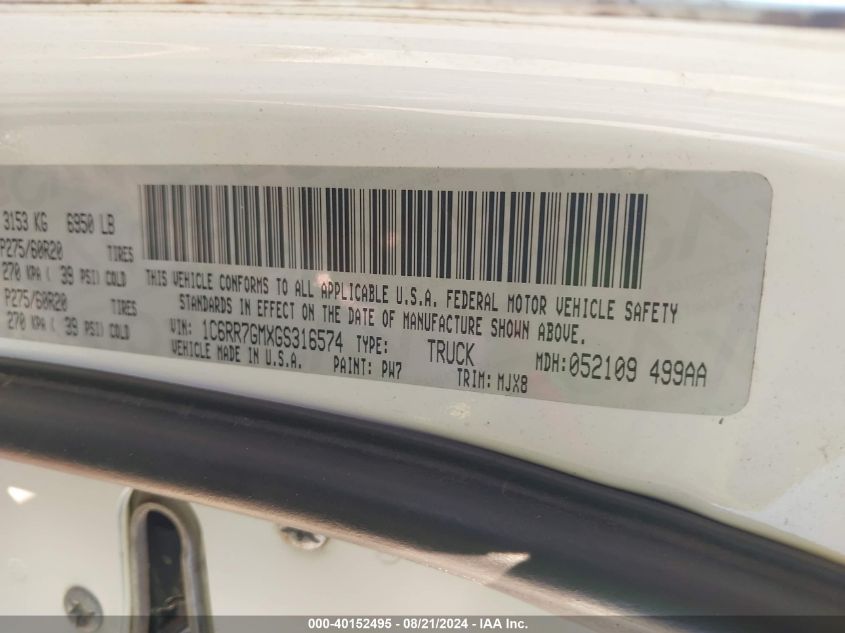 3153 KG 6950 LB
P275/60R20 TIRES
270 KPA ( 39 PSI) COLD
P275/60R20 TIRES
270 KPA ( 39 PSI) COLD
THIS VEHICLE CONFORMS TO ALL APPLICABLE U.S.A. FEDERAL MOTOR VEHICLE SAFETY
STANDARDS IN EFFECT ON THE DATE OF MANUFACTURE SHOWN ABOVE.
VIN: 1C6RR7GMXGS316574 TYPE: TRUCK MDH:052109 499AA
VEHICLE MADE IN U.S.A. PAINT: PW7 TRIM: MJX8
000-40152495 - 08/21/2024 - IAA Inc.